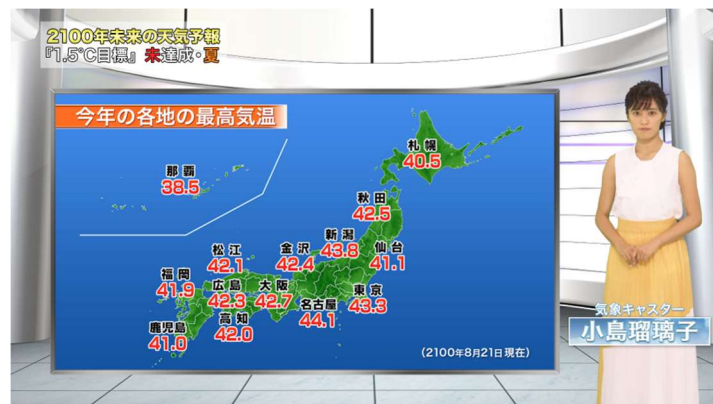 2100年未来の天気予報
『1.5℃目標』 未達成・夏
今年の各地の最高気温
札幌
40.5
那覇
38.5
秋田
42.5
新潟
43.8
仙台
41.1
金沢
42.4
松江
42.1
福岡
41.9
広島
42.3
大阪
42.7
東京
43.3
名古屋
44.1
高知
42.0
鹿児島
41.0
(2100年8月21日現在)
気象キャスター
小島瑠璃子